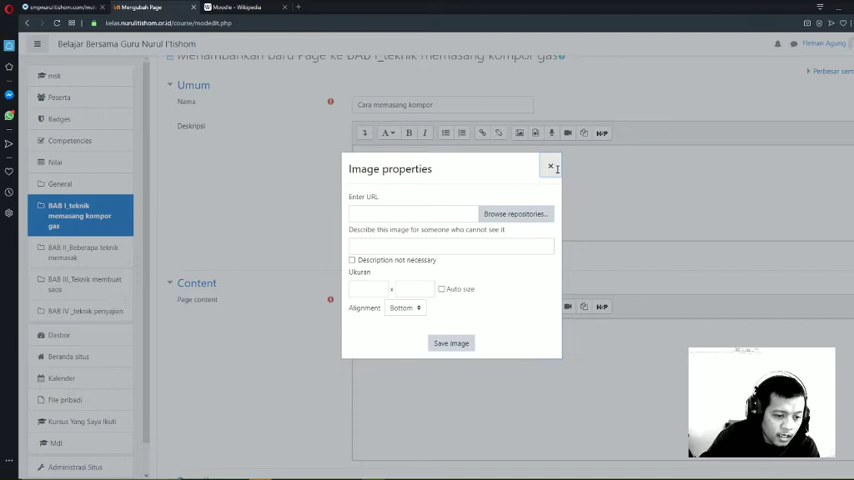 smpnurulitishom.com/mu
Mengubah Page
Moodle - Wikipedia
kelas.nurulitishom.or.id/course/modedit.php
Belajar Bersama Guru Nurul I'tishom
Firman Agung
Menambahkan Baru Page ke BAB I_teknik memasang kompor gas
Perbesar sem
msk
Peserta
Badges
Competencies
Nilai
General
BAB I_teknik
memasang kompor
gas
BAB II_Beberapa teknik
memasak
BAB III_Teknik membuat
saos
BAB IV _teknik penyajian
Dasbor
Beranda situs
Kalender
File pribadi
Kursus Yang Saya Ikuti
Mdl
Administrasi Situs
Umum
Nama
Cara memasang kompor
Deskripsi
A
B
I
H-P
Content
Page content
H-P
Image properties
×
Enter URL
Browse repositories...
Describe this image for someone who cannot see it
Description not necessary
Ukuran
x
Auto size
Alignment
Bottom
Save image